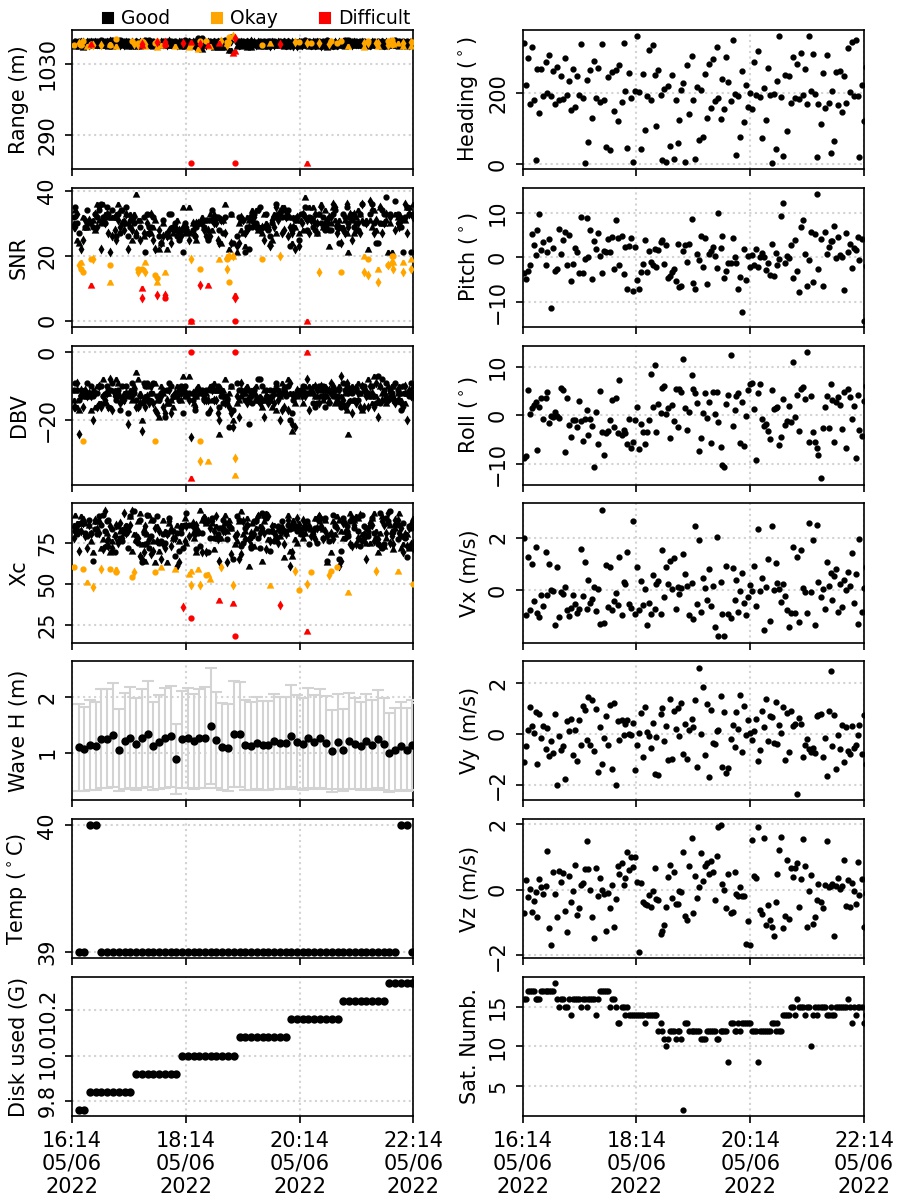 Good Okay Difficult
Range (m)
1030
290
Heading (°)
200
0
SNR
40
20
0
Pitch (°)
10
0
−10
DBV
0
−20
Roll (°)
10
0
−10
Xc
75
50
25
Vx (m/s)
2
0
Wave H (m)
2
1
Vy (m/s)
2
0
−2
Temp (°C)
40
39
Vz (m/s)
2
0
−2
Disk used (G)
10.2
10.0
9.8
Sat. Numb.
15
10
5
16:14 18:14 20:14 22:14
05/06 05/06 05/06 05/06
2022 2022 2022 2022
16:14 18:14 20:14 22:14
05/06 05/06 05/06 05/06
2022 2022 2022 2022